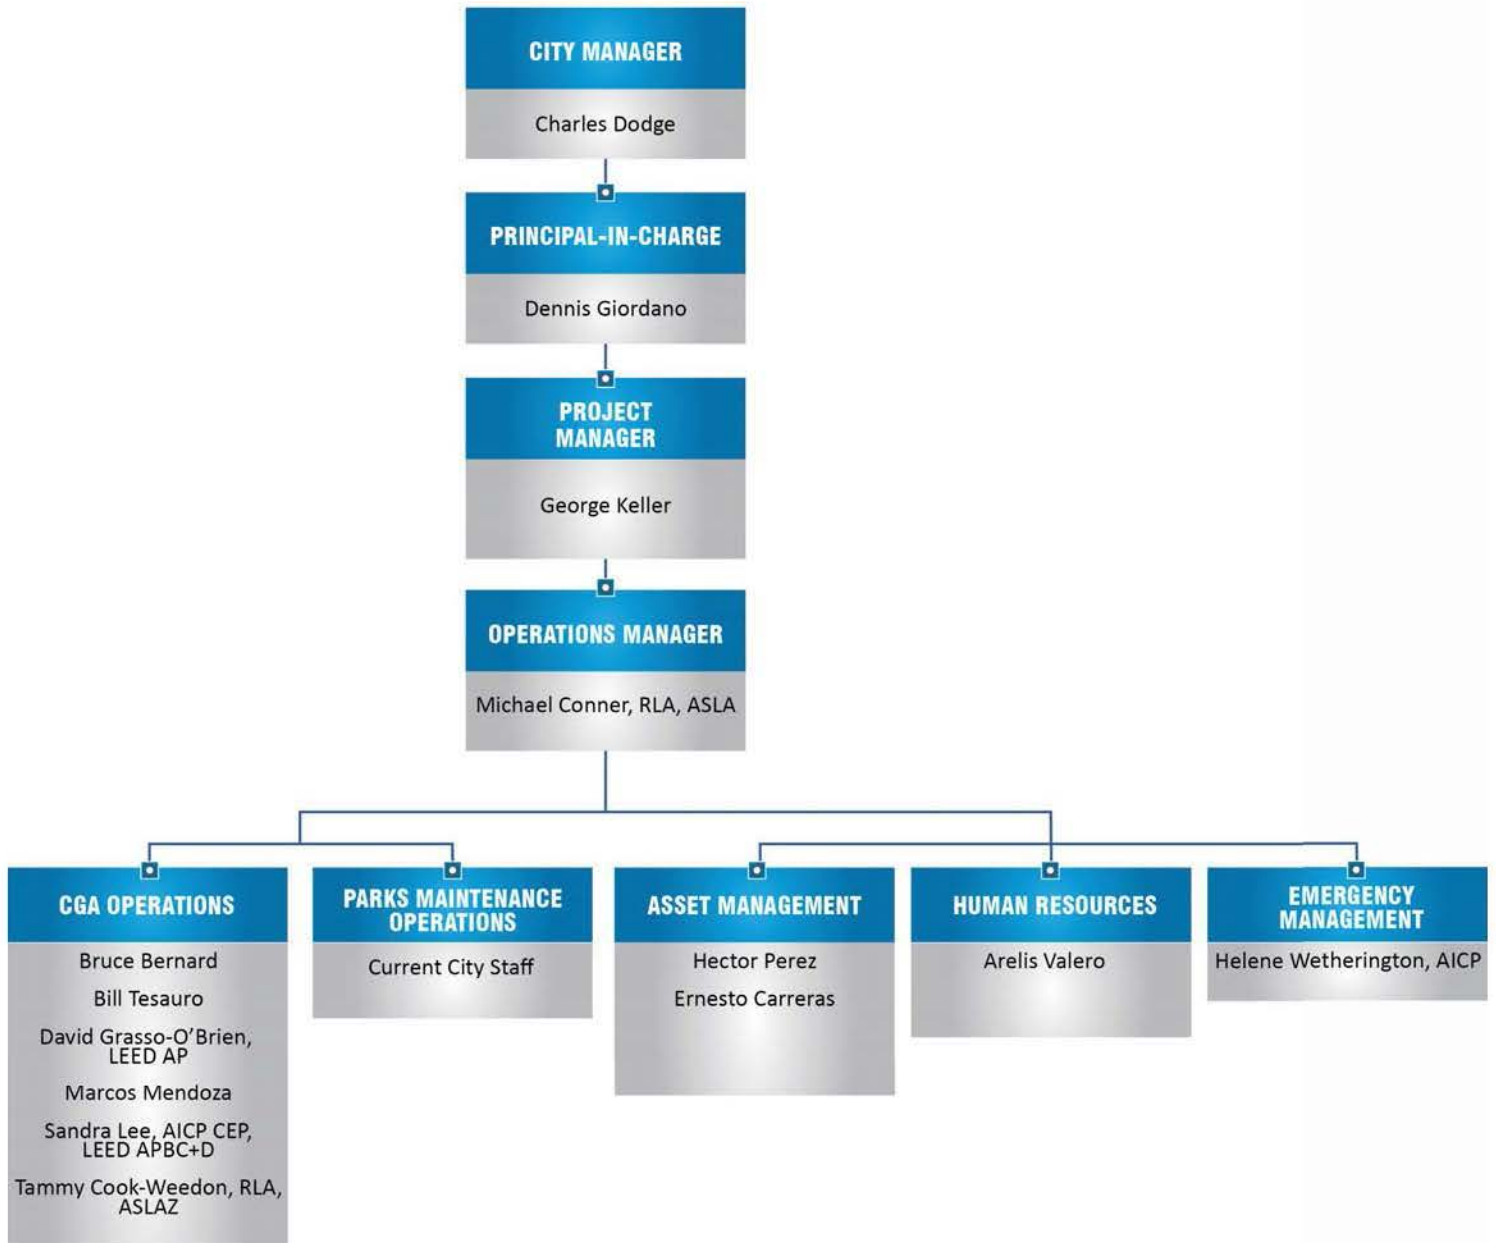 CITY MANAGER
Charles Dodge
PRINCIPAL-IN-CHARGE
Dennis Giordano
PROJECT
MANAGER
George Keller
OPERATIONS MANAGER
Michael Conner, RLA, ASLA
CGA OPERATIONS
Bruce Bernard
Bill Tesauro
David Grasso-O'Brien,
LEED AP
Marcos Mendoza
Sandra Lee, AICP CEP,
LEED APBC+D
Tammy Cook-Weedon, RLA,
ASLAZ
PARKS MAINTENANCE
OPERATIONS
Current City Staff
ASSET MANAGEMENT
Hector Perez
Ernesto Carreras
HUMAN RESOURCES
Arelis Valero
EMERGENCY
MANAGEMENT
Helene Wetherington, AICP